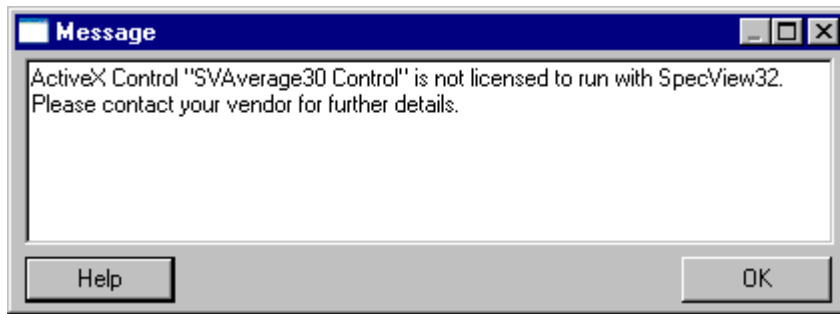 Message
ActiveX Control "SVAverage30 Control" is not licensed to run with SpecView32.
Please contact your vendor for further details.
Help
OK